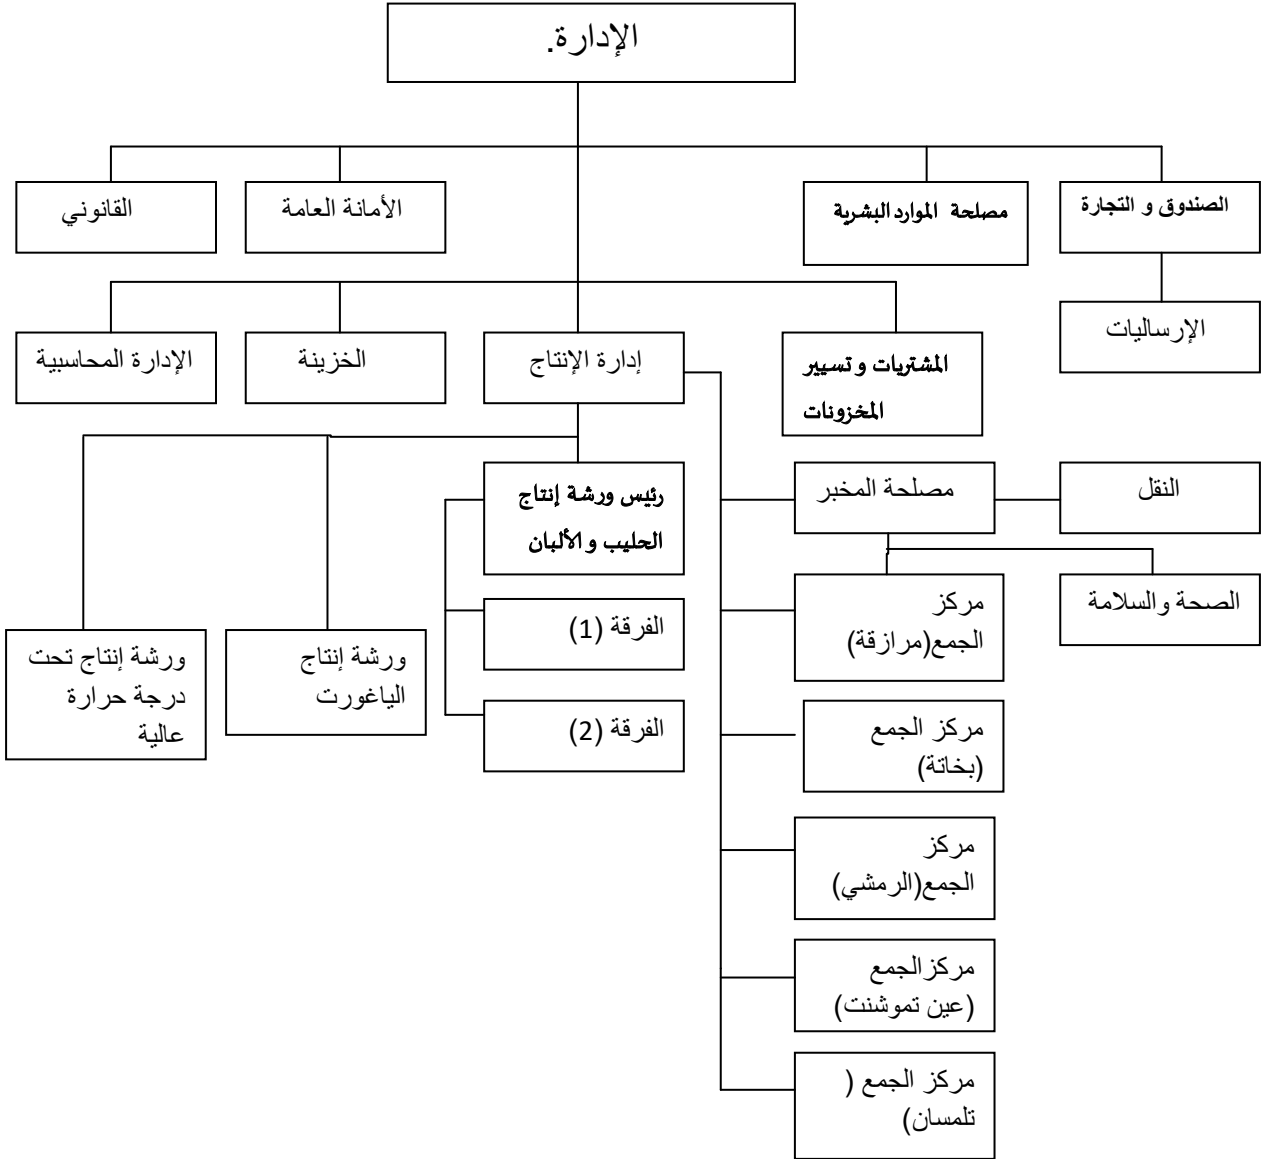 الإدارة.
الصندوق و التجارة
مصلحة الموارد البشرية
الأمانة العامة
القانوني
الإرساليات
المشتريات و تسيير
المخزونات
إدارة الإنتاج
الخزينة
الإدارة المحاسبية
النقل
مصلحة المخبر
رئيس ورشة إنتاج
الحليب و الألبان
الصحة والسلامة
مركز
الجمع(مرازقة)
الفرقة (1)
ورشة إنتاج
الياغورت
ورشة إنتاج تحت
درجة حرارة
عالية
الفرقة (2)
مركز الجمع
(بخاتة)
مركز
الجمع(الرمشي)
مركز الجمع
(عين تموشنت)
مركز الجمع (
تلمسان)